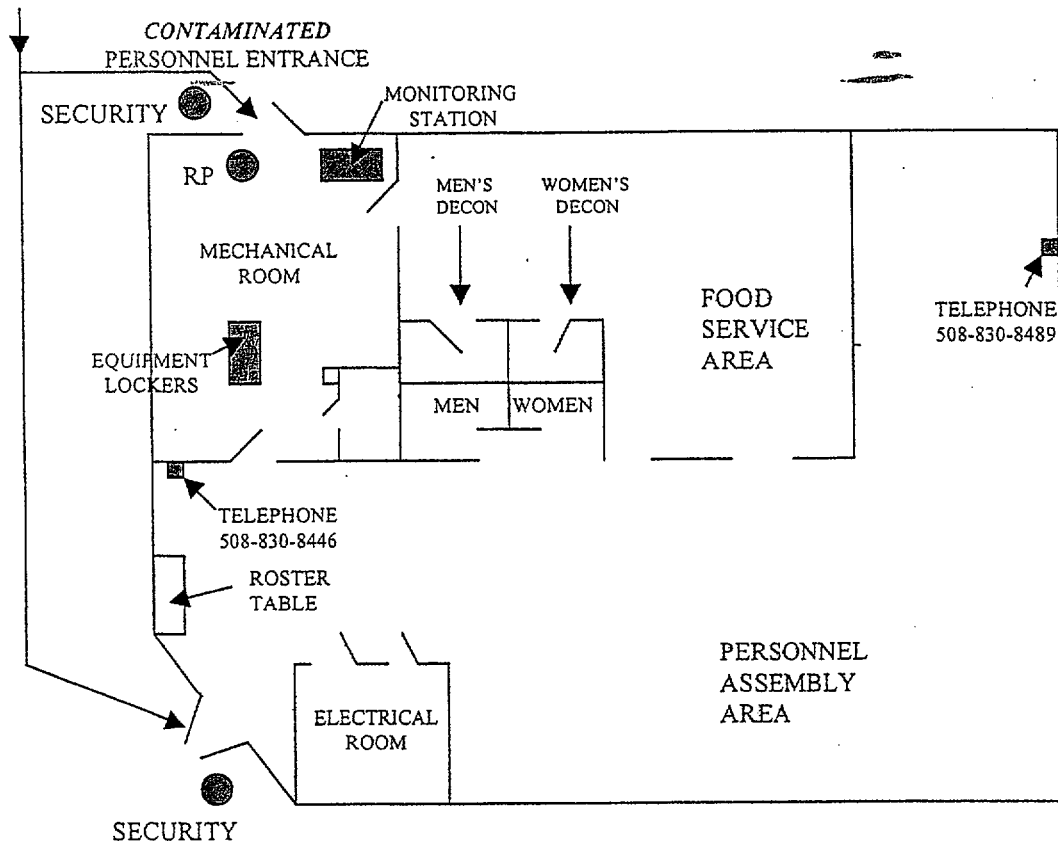 CONTAMINATED
PERSONNEL ENTRANCE
SECURITY
MONITORING
STATION
RP
MEN'S
DECON
WOMEN'S
DECON
MECHANICAL
ROOM
FOOD
SERVICE
AREA
TELEPHONE
508-830-8489
EQUIPMENT
LOCKERS
MEN
WOMEN
TELEPHONE
508-830-8446
ROSTER
TABLE
PERSONNEL
ASSEMBLY
AREA
ELECTRICAL
ROOM
SECURITY